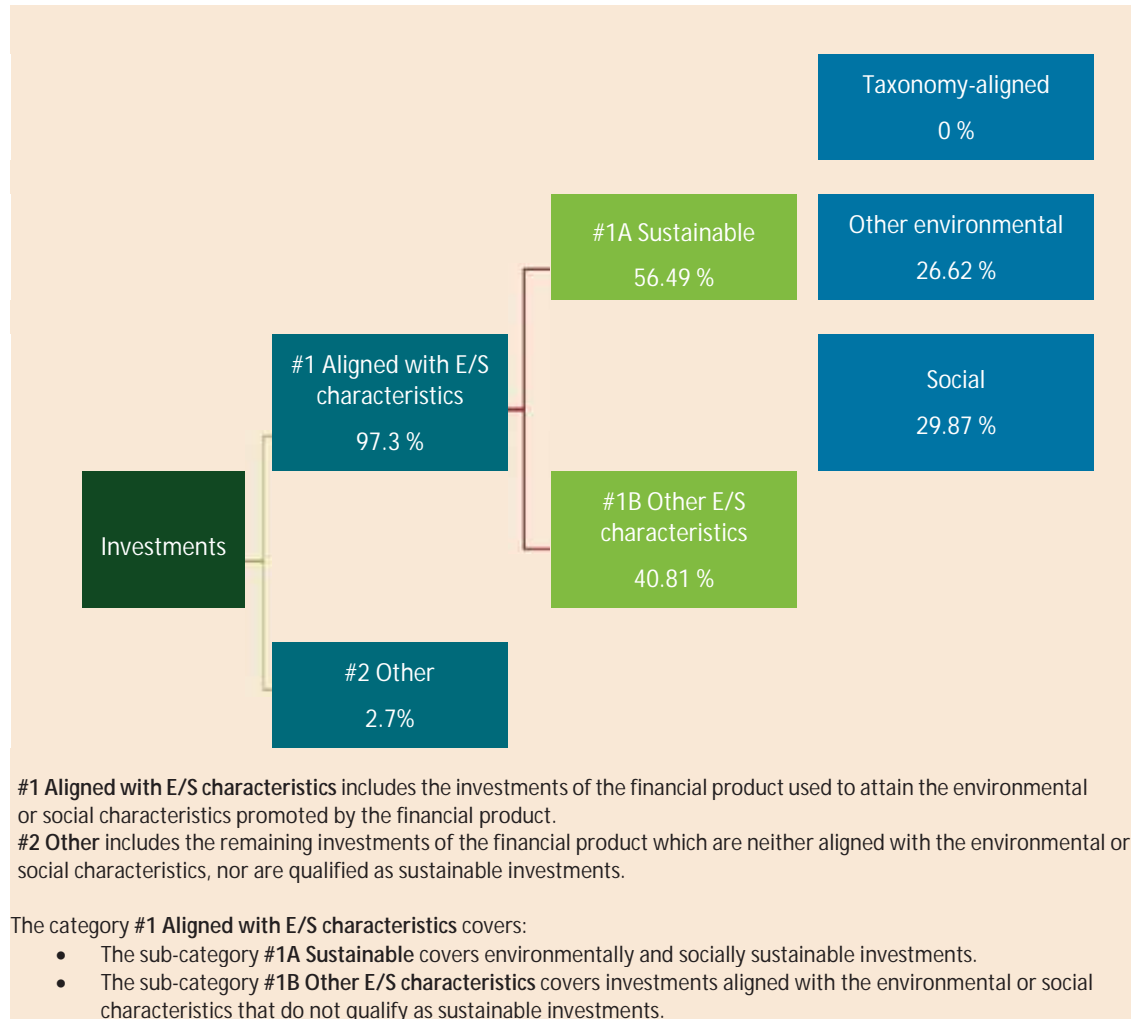 Taxonomy-aligned
0 %
#1A Sustainable
56.49 %
Other environmental
26.62 %
#1 Aligned with E/S
characteristics
97.3 %
Social
29.87 %
#1B Other E/S
characteristics
40.81 %
Investments
#2 Other
2.7%
#1 Aligned with E/S characteristics includes the investments of the financial product used to attain the environmental
or social characteristics promoted by the financial product.
#2 Other includes the remaining investments of the financial product which are neither aligned with the environmental or
social characteristics, nor are qualified as sustainable investments.
The category #1 Aligned with E/S characteristics covers:
• The sub-category #1A Sustainable covers environmentally and socially sustainable investments.
• The sub-category #1B Other E/S characteristics covers investments aligned with the environmental or social
characteristics that do not qualify as sustainable investments.